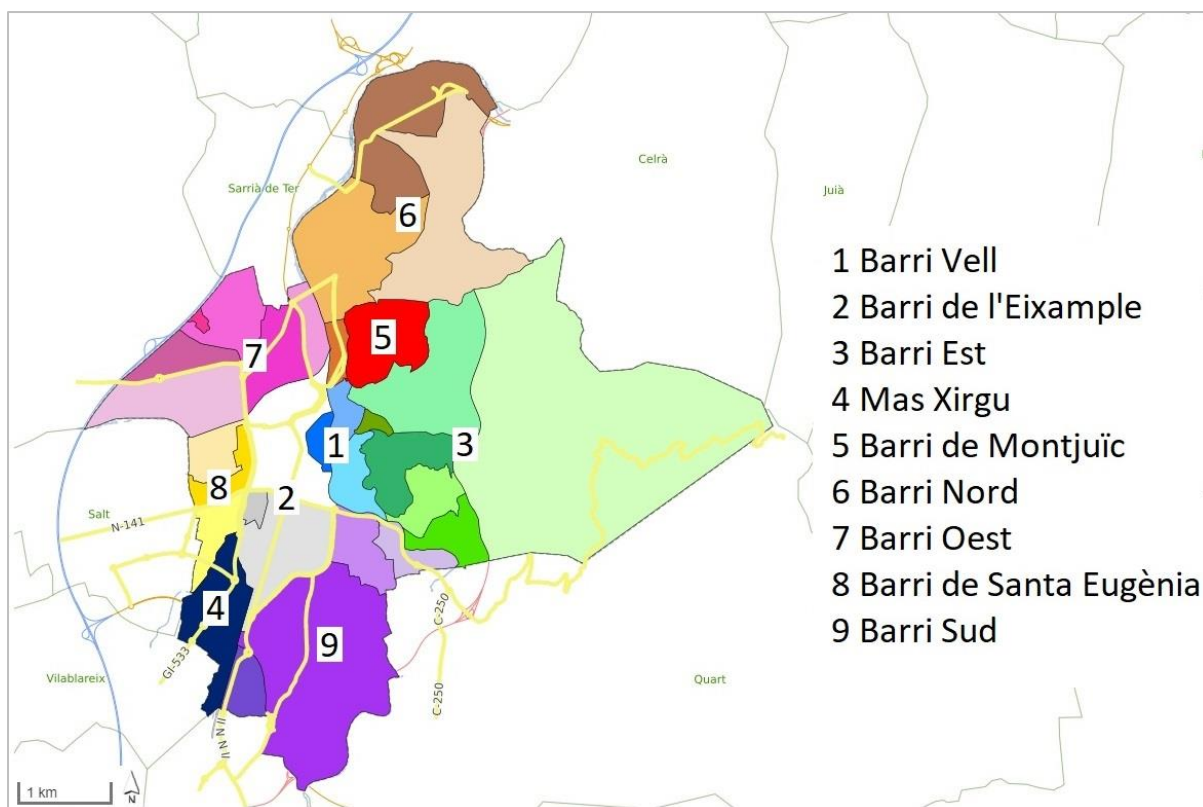 Celrà
Juià
Sarrià de Ter
6
1 Barri Vell
2 Barri de l'Eixample
3 Barri Est
4 Mas Xirgu
5 Barri de Montjuïc
6 Barri Nord
7 Barri Oest
8 Barri de Santa Eugènia
9 Barri Sud
5
7
1
3
8
2
Salt
N-141
4
C-250
9
GI-533
Vilablareix
Quart
C-250
N II
N II
1 km
N